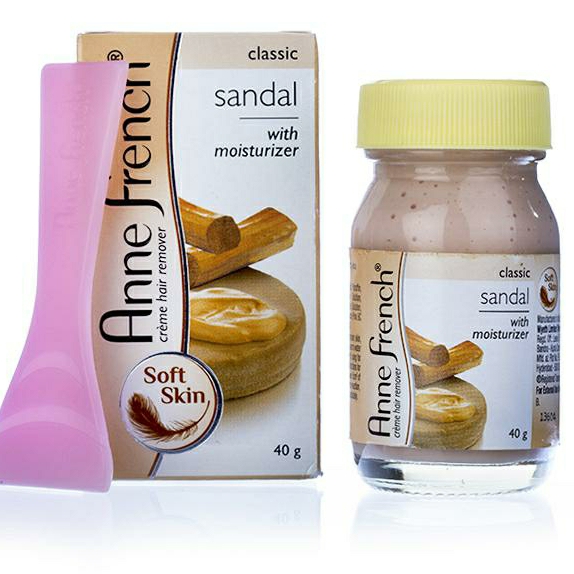 classic
sandal
with
moisturizer
Anne French®
crème hair remover
Soft
Skin
40 g
classic
sandal
with
moisturizer
Anne French®
crème hair remover
40 g
Soft
Skin